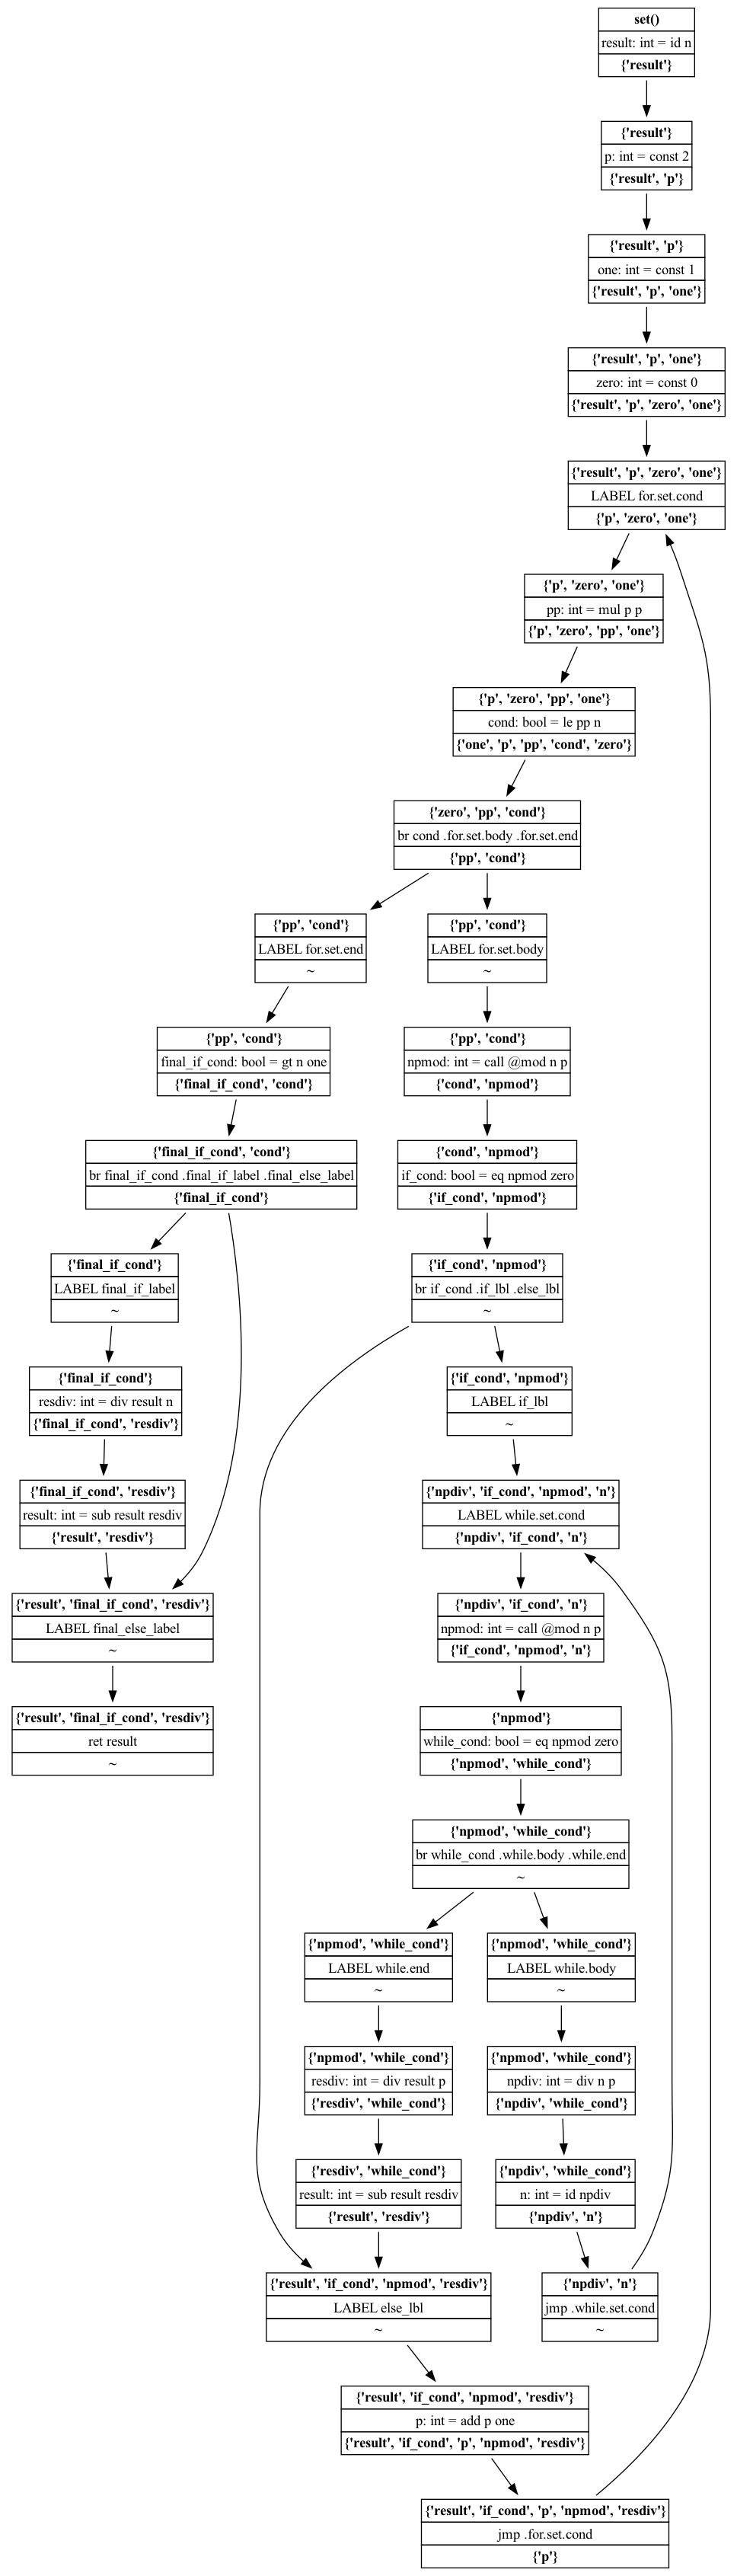 set()
result: int = id n
{'result'}
{'result'}
p: int = const 2
{'result', 'p'}
{'result', 'p'}
one: int = const 1
{'result', 'p', 'one'}
{'result', 'p', 'one'}
zero: int = const 0
{'result', 'p', 'zero', 'one'}
{'result', 'p', 'zero', 'one'}
LABEL for.set.cond
{'p', 'zero', 'one'}
{'p', 'zero', 'one'}
pp: int = mul p p
{'p', 'zero', 'pp', 'one'}
{'p', 'zero', 'pp', 'one'}
cond: bool = le pp n
{'one', 'p', 'pp', 'cond', 'zero'}
{'zero', 'pp', 'cond'}
br cond .for.set.body .for.set.end
{'pp', 'cond'}
{'pp', 'cond'}
LABEL for.set.end
~
{'pp', 'cond'}
LABEL for.set.body
~
{'pp', 'cond'}
final_if_cond: bool = gt n one
{'final_if_cond', 'cond'}
{'pp', 'cond'}
npmod: int = call @mod n p
{'cond', 'npmod'}
{'final_if_cond', 'cond'}
br final_if_cond .final_if_label .final_else_label
{'final_if_cond'}
{'cond', 'npmod'}
if_cond: bool = eq npmod zero
{'if_cond', 'npmod'}
{'final_if_cond'}
LABEL final_if_label
~
{'if_cond', 'npmod'}
br if_cond .if_lbl .else_lbl
~
{'final_if_cond'}
resdiv: int = div result n
{'final_if_cond', 'resdiv'}
{'if_cond', 'npmod'}
LABEL if_lbl
~
{'final_if_cond', 'resdiv'}
result: int = sub result resdiv
{'result', 'resdiv'}
{'npdiv', 'if_cond', 'npmod', 'n'}
LABEL while.set.cond
{'npdiv', 'if_cond', 'n'}
{'result', 'final_if_cond', 'resdiv'}
LABEL final_else_label
~
{'npdiv', 'if_cond', 'n'}
npmod: int = call @mod n p
{'if_cond', 'npmod', 'n'}
{'result', 'final_if_cond', 'resdiv'}
ret result
~
{'npmod'}
while_cond: bool = eq npmod zero
{'npmod', 'while_cond'}
{'npmod', 'while_cond'}
br while_cond .while.body .while.end
~
{'npmod', 'while_cond'}
LABEL while.end
~
{'npmod', 'while_cond'}
LABEL while.body
~
{'npmod', 'while_cond'}
resdiv: int = div result p
{'resdiv', 'while_cond'}
{'npmod', 'while_cond'}
npdiv: int = div n p
{'npdiv', 'while_cond'}
{'resdiv', 'while_cond'}
result: int = sub result resdiv
{'result', 'resdiv'}
{'npdiv', 'while_cond'}
n: int = id npdiv
{'npdiv', 'n'}
{'result', 'if_cond', 'npmod', 'resdiv'}
LABEL else_lbl
~
{'npdiv', 'n'}
jmp .while.set.cond
~
{'result', 'if_cond', 'npmod', 'resdiv'}
p: int = add p one
{'result', 'if_cond', 'p', 'npmod', 'resdiv'}
{'result', 'if_cond', 'p', 'npmod', 'resdiv'}
jmp .for.set.cond
{'p'}